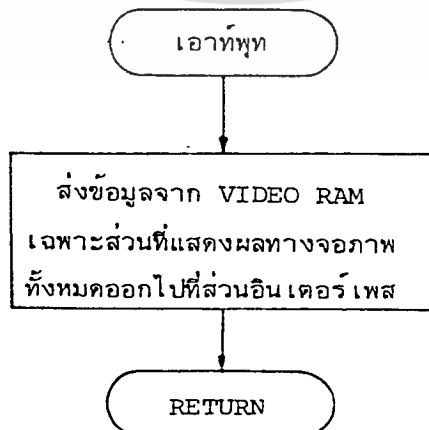 เอาท์พุท
ส่งข้อมูลจาก VIDEO RAM
เฉพาะส่วนที่แสดงผลทางจอภาพ
ทั้งหมดออกไปที่ส่วนอินเตอร์เพส
RETURN